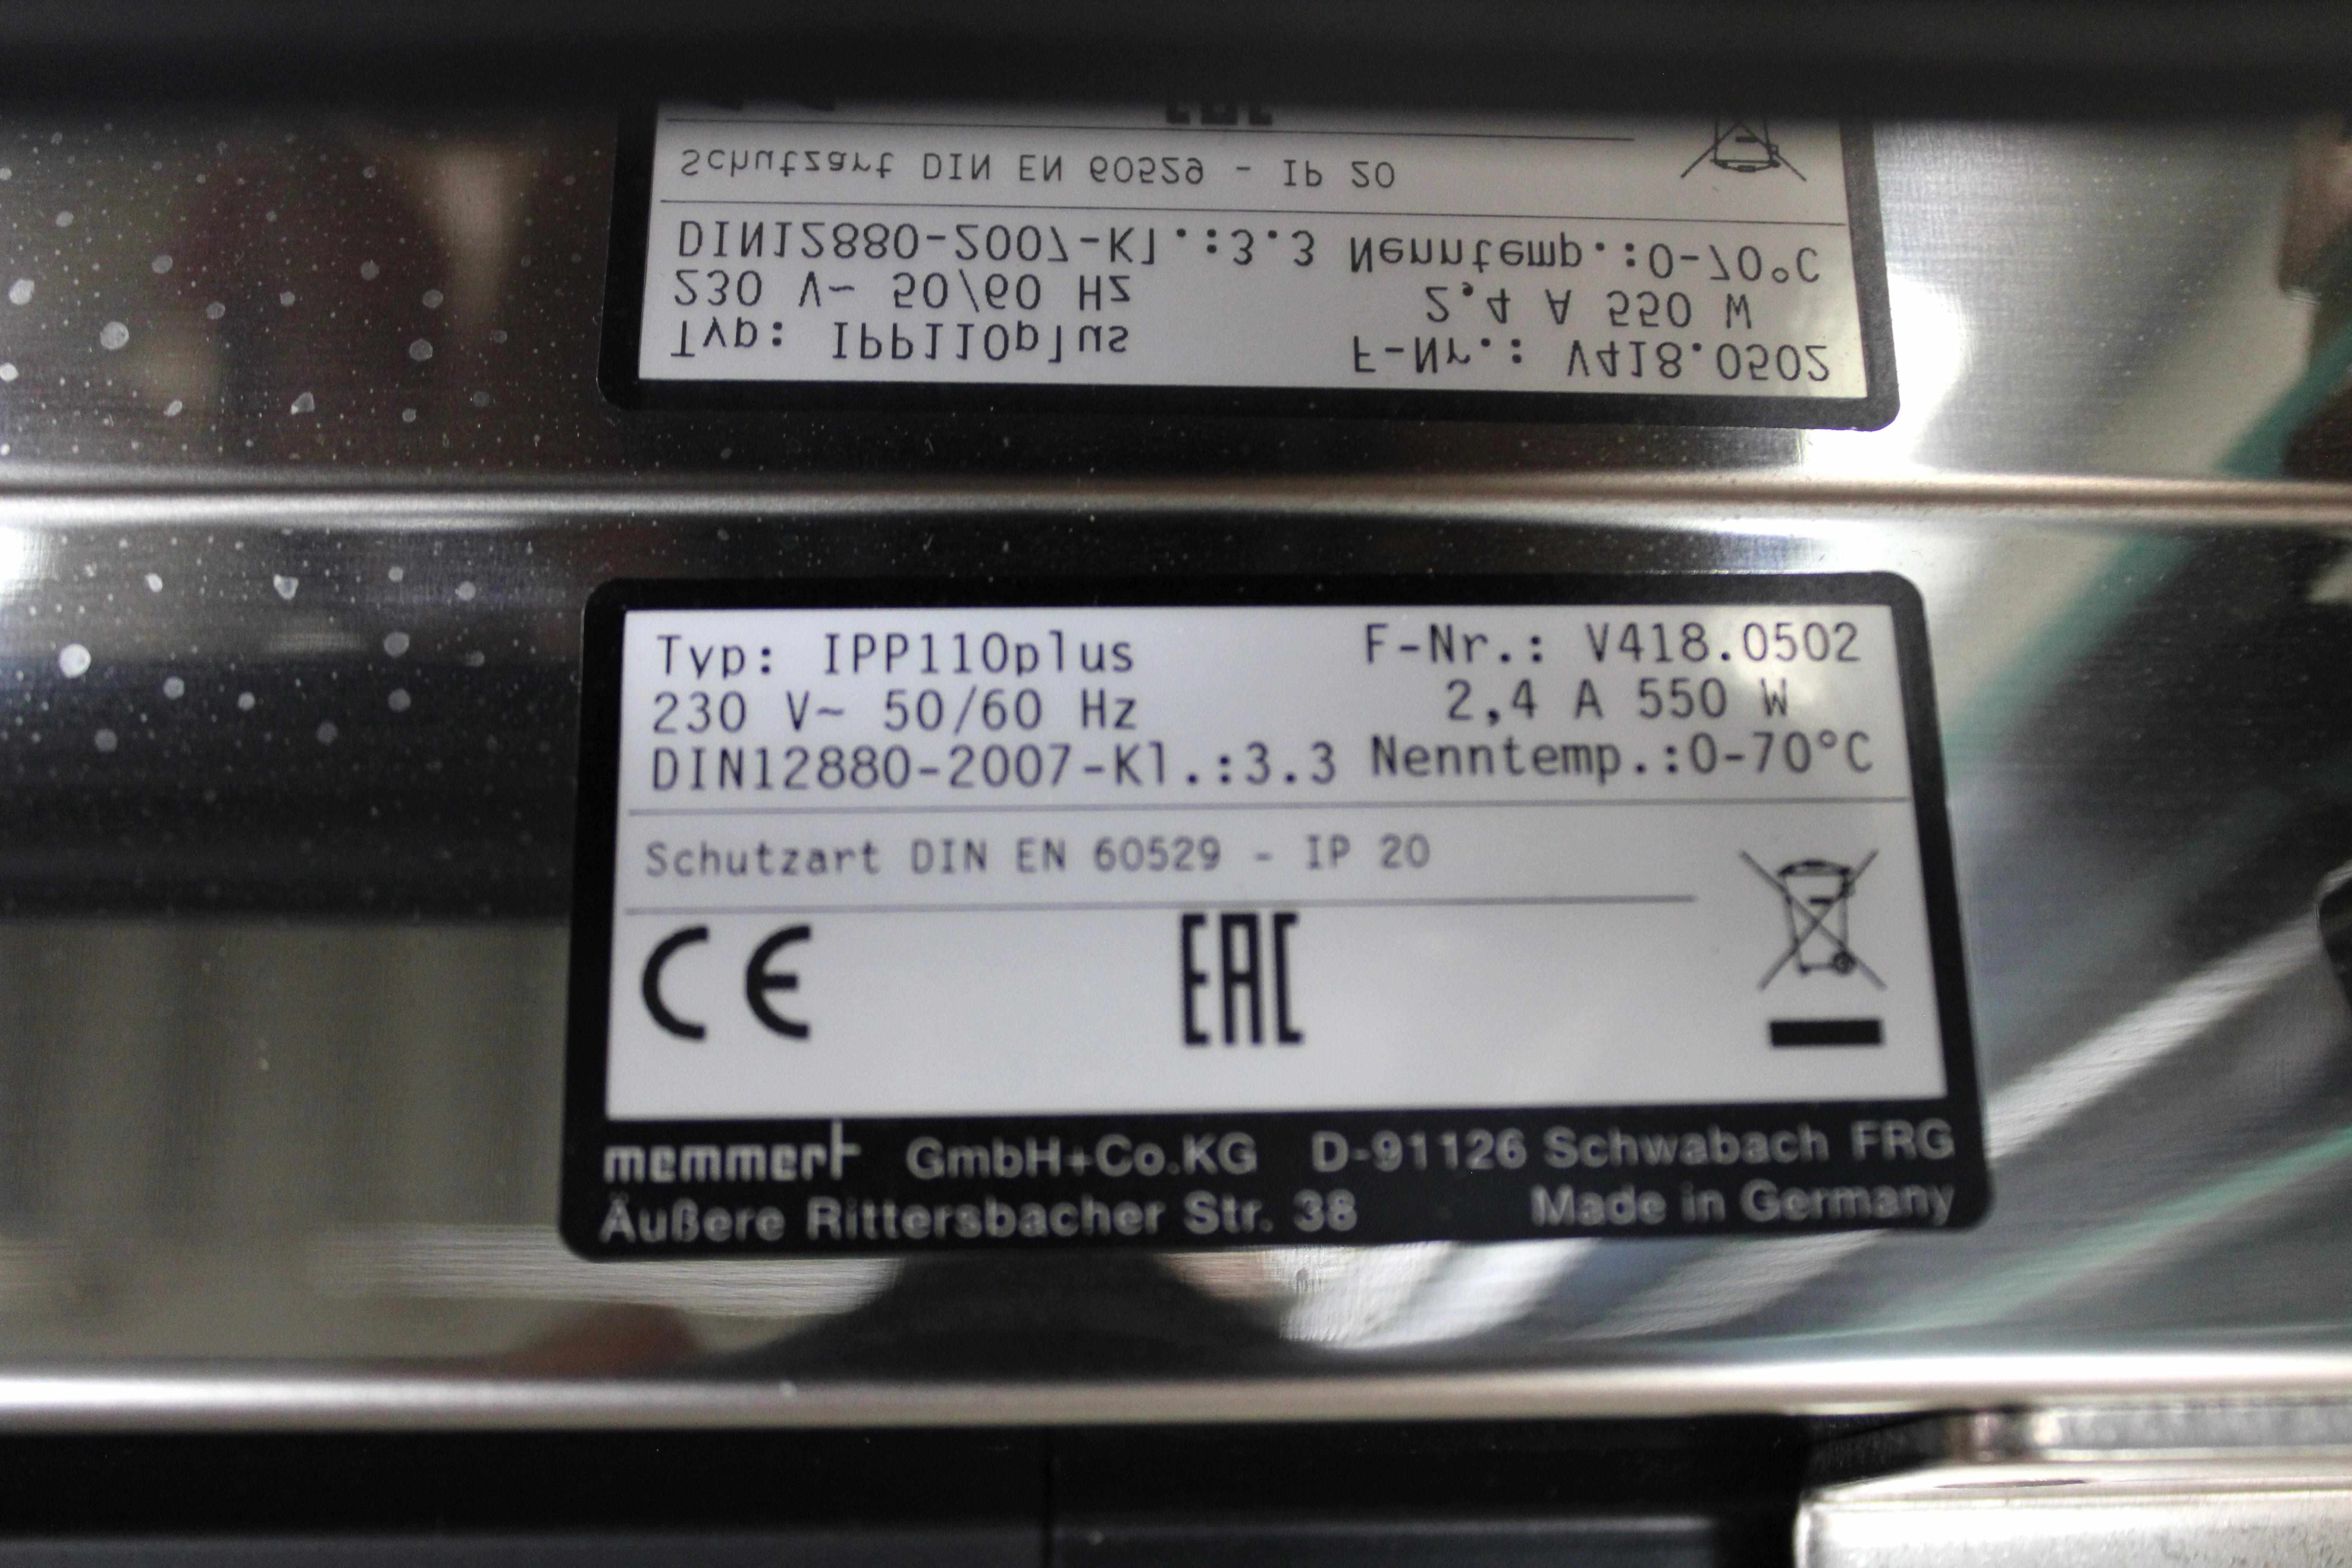 Typ: IPP110plus F-Nr.: V418.0502
230 V~ 50/60 Hz 2,4 A 550 W
DIN12880-2007-Kl.:3.3 Nenntemp.:0-70°C
Schutzart DIN EN 60529 - IP 20
CE EAC
memmert GmbH+Co.KG D-91126 Schwabach FRG
Äußere Rittersbacher Str. 38 Made in Germany